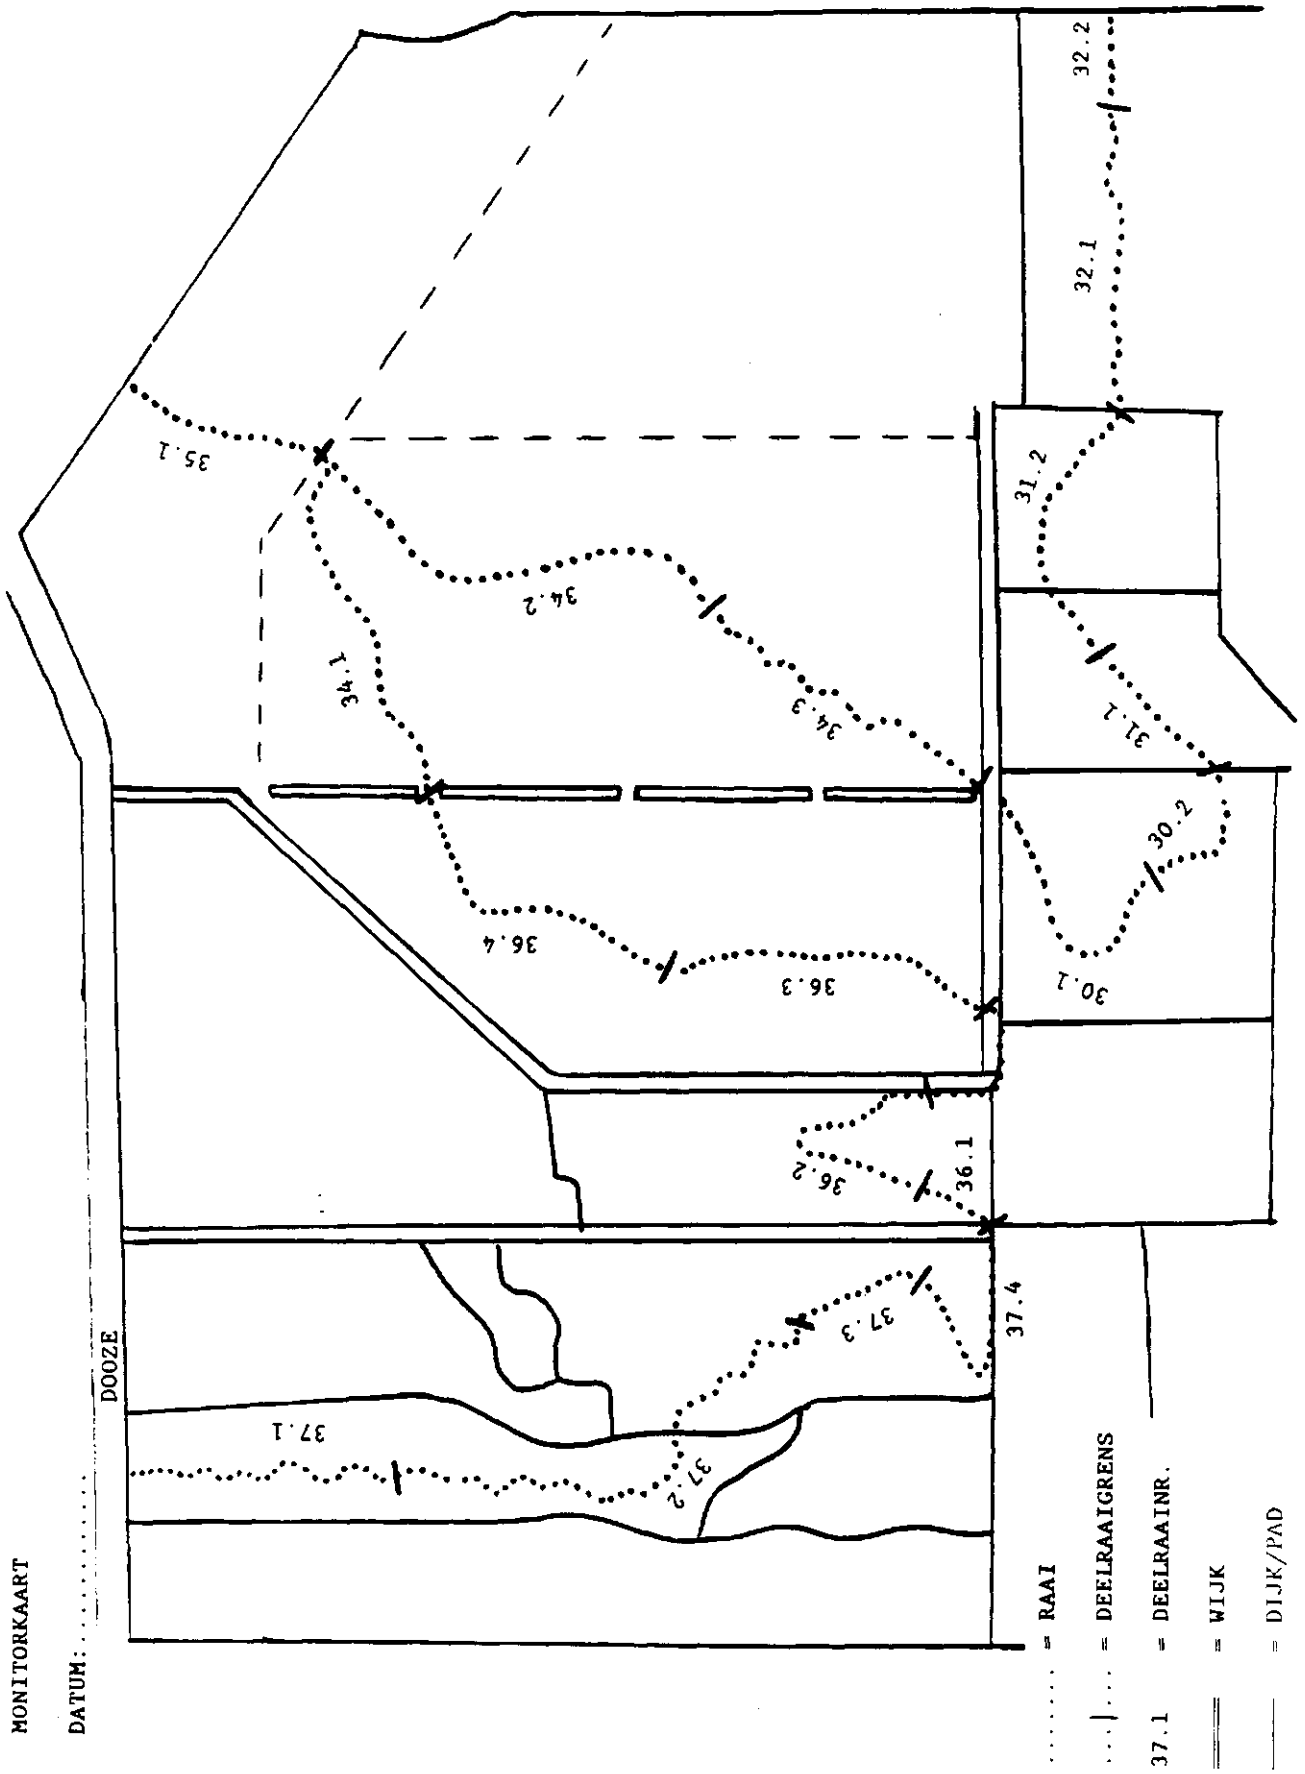 MONITORKAART
DATUM:................
DOOZE
35.1
34.1
34.2
34.3
36.4
36.3
36.2
36.1
37.1
37.2
37.3
37.4
30.1
30.2
31.1
31.2
32.1
32.2
...... = RAAI
...|... = DEELRAAIGRENS
37.1 = DEELRAAINR.
= WIJK
= DIJK/PAD